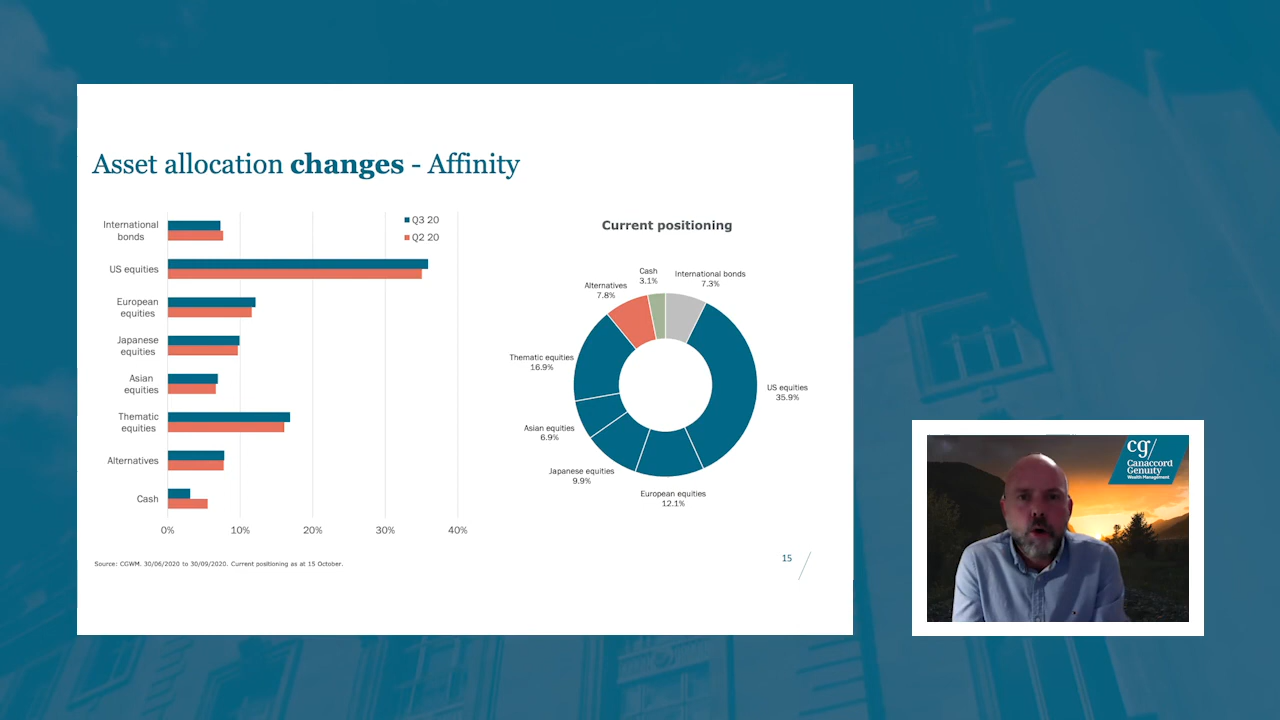 Asset allocation changes - Affinity
Q3 20
Q2 20
International
bonds
US equities
European
equities
Japanese
equities
Asian
equities
Thematic
equities
Alternatives
Cash
0%
10%
20%
30%
40%
Current positioning
Cash
3.1%
International bonds
7.3%
Alternatives
7.8%
Thematic equities
16.9%
US equities
35.9%
Asian equities
6.9%
Japanese equities
9.9%
European equities
12.1%
Source: CGWM. 30/06/2020 to 30/09/2020. Current positioning as at 15 October.
15
cg/
Canaccord
Genuity
Wealth Management